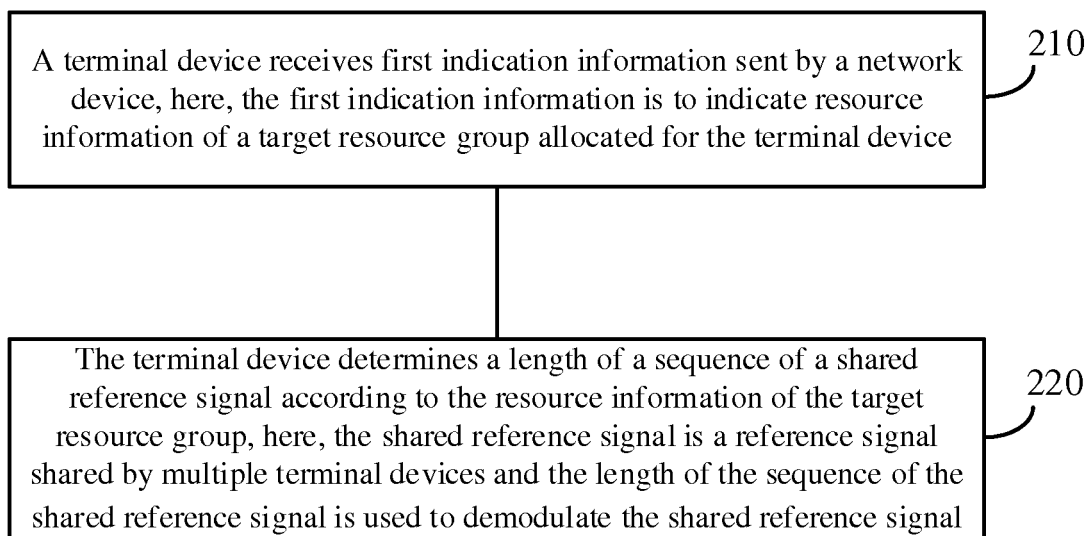 A terminal device receives first indication information sent by a network
device, here, the first indication information is to indicate resource
information of a target resource group allocated for the terminal device
210
The terminal device determines a length of a sequence of a shared
reference signal according to the resource information of the target
resource group, here, the shared reference signal is a reference signal
shared by multiple terminal devices and the length of the sequence of the
shared reference signal is used to demodulate the shared reference signal
220